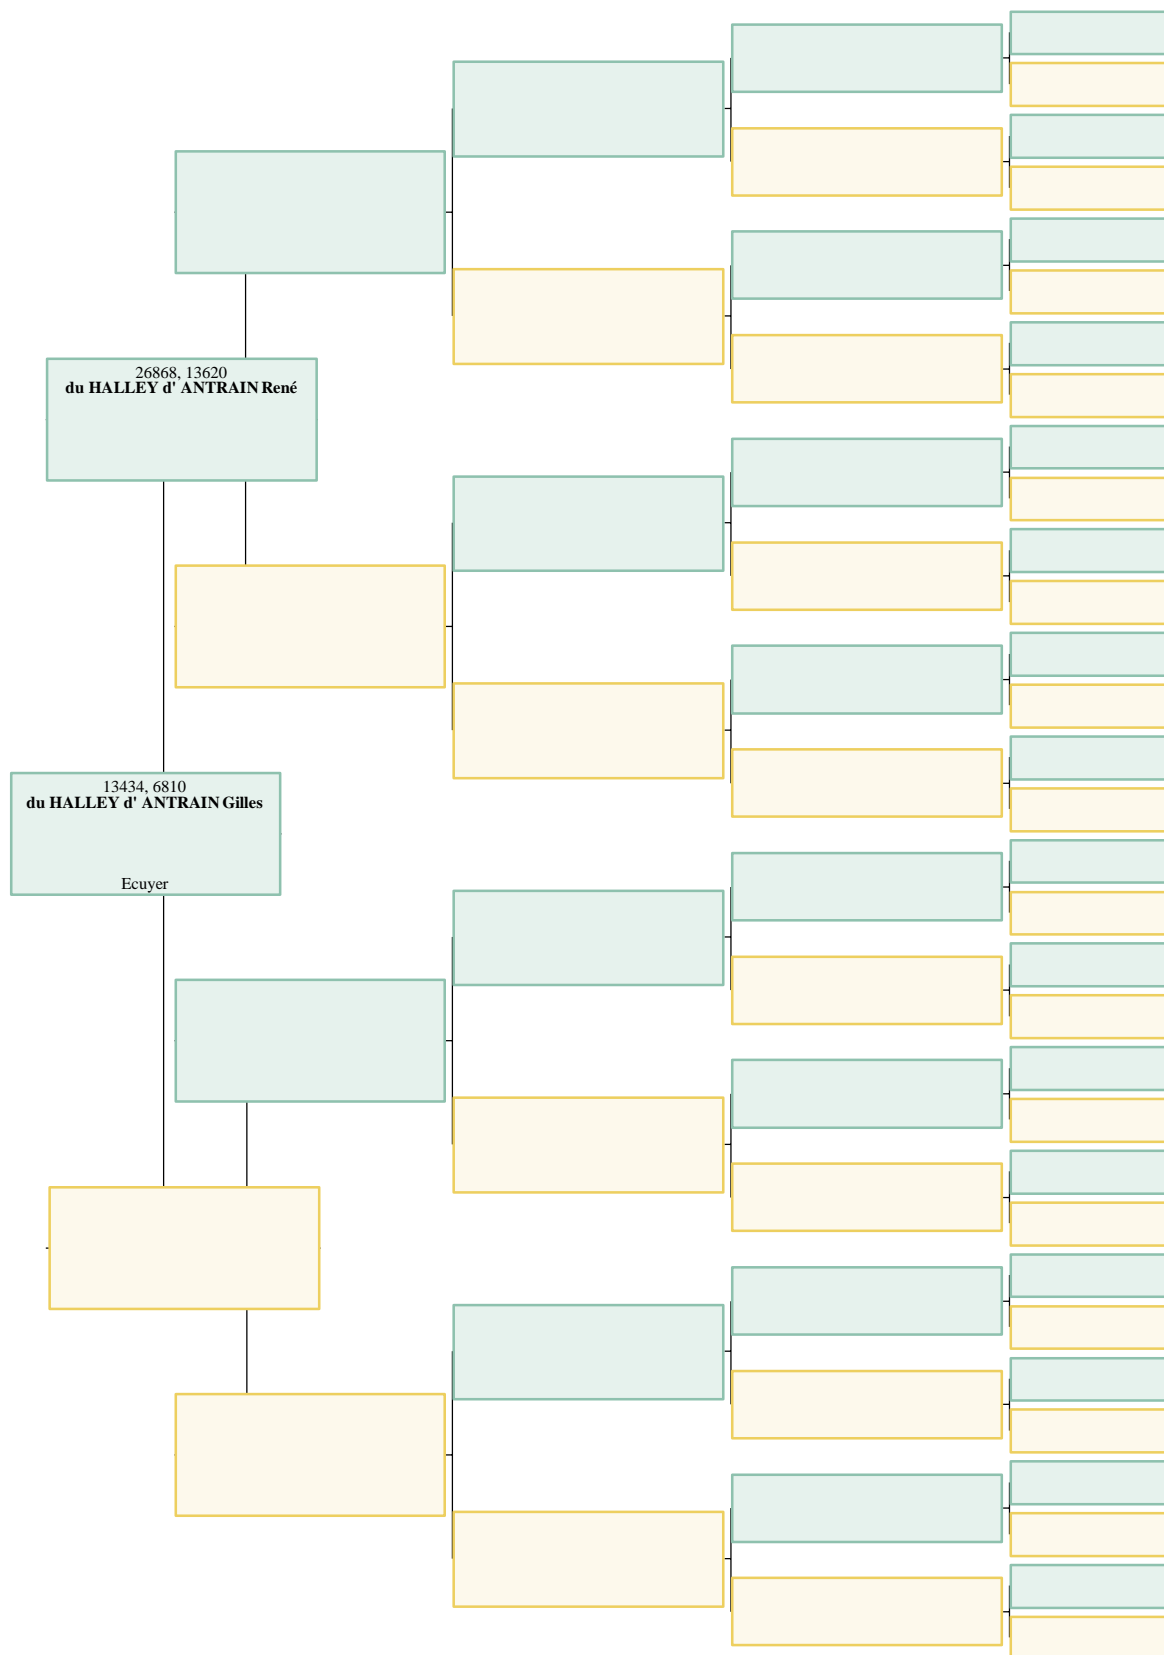 26868, 13620
du HALLEY d' ANTRAIN René
13434, 6810
du HALLEY d' ANTRAIN Gilles
Ecuyer